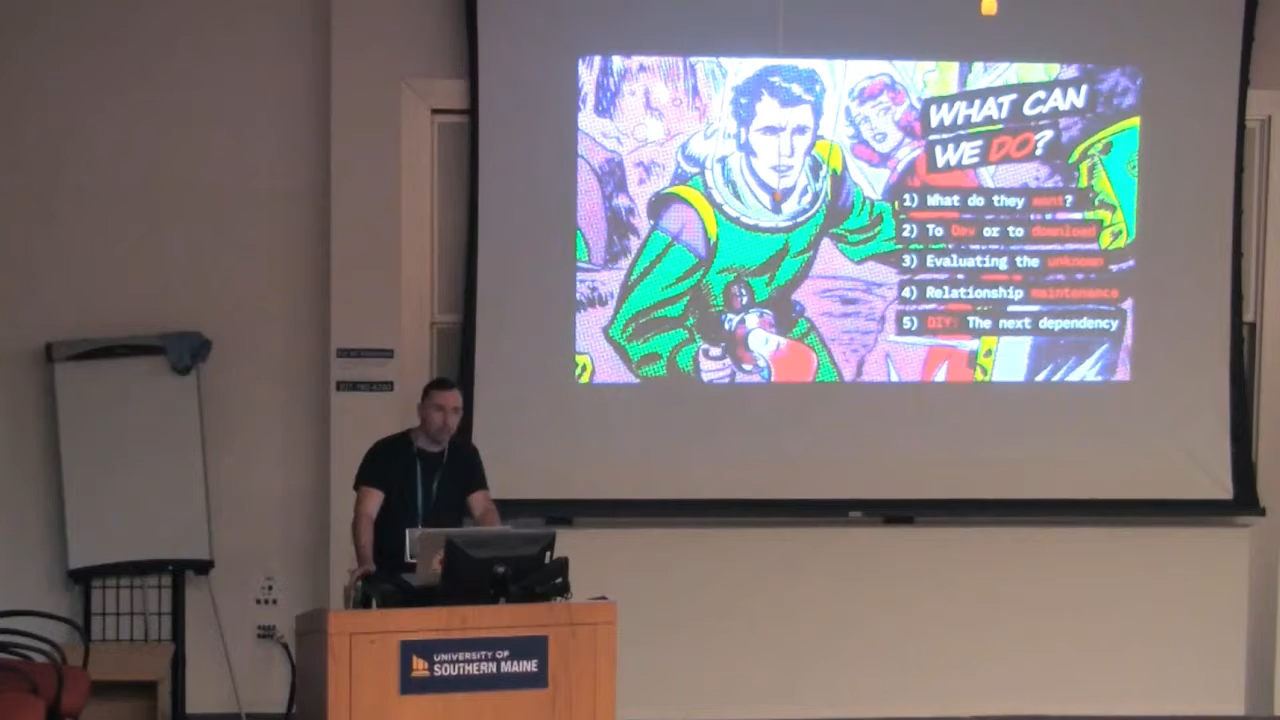 WHAT CAN
WE DO?
1) What do they want?
2) To Dev or to download
3) Evaluating the unknown
4) Relationship maintenance
5) DIY: The next dependency
UNIVERSITY OF
SOUTHERN MAINE